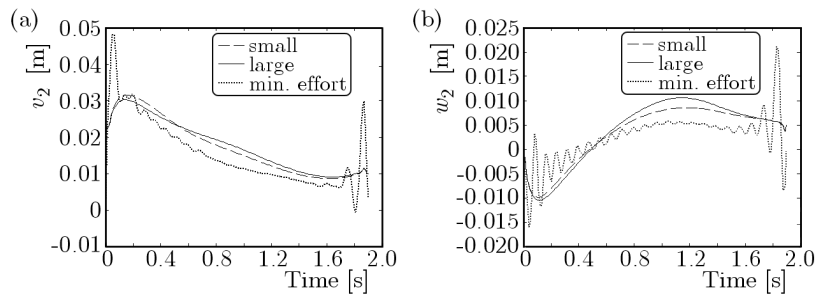 (a)
0.05
0.04
0.03
0.02
0.01
0
-0.01
v₂ [m]
small
large
min. effort
0 0.4 0.8 1.2 1.6 2.0
Time [s]
(b)
0.025
0.020
0.015
0.010
0.005
0
-0.005
-0.010
-0.015
-0.020
w₂ [m]
small
large
min. effort
0 0.4 0.8 1.2 1.6 2.0
Time [s]